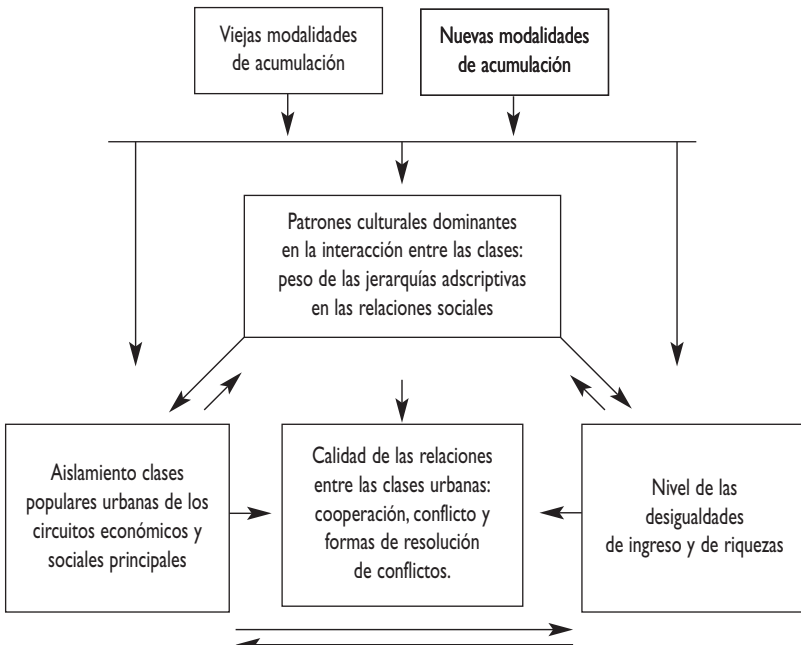 Viejas modalidades
de acumulación
Nuevas modalidades
de acumulación
Patrones culturales dominantes
en la interacción entre las clases:
peso de las jerarquías adscriptivas
en las relaciones sociales
Aislamiento clases
populares urbanas de los
circuitos económicos y
sociales principales
Calidad de las relaciones
entre las clases urbanas:
cooperación, conflicto y
formas de resolución
de conflictos.
Nivel de las
desigualdades
de ingreso y de riquezas